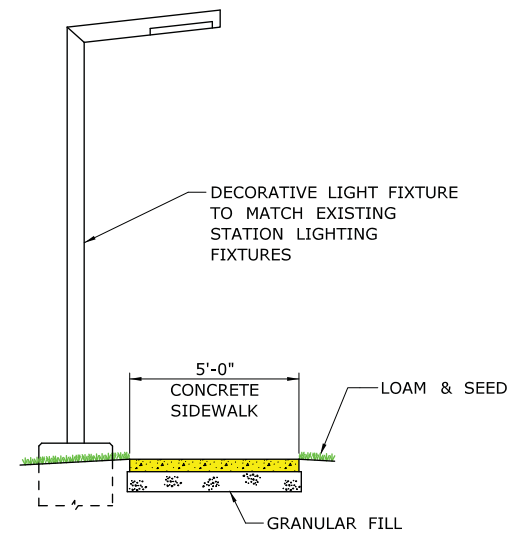 DECORATIVE LIGHT FIXTURE
TO MATCH EXISTING
STATION LIGHTING
FIXTURES
5'-0"
CONCRETE
SIDEWALK
LOAM & SEED
GRANULAR FILL